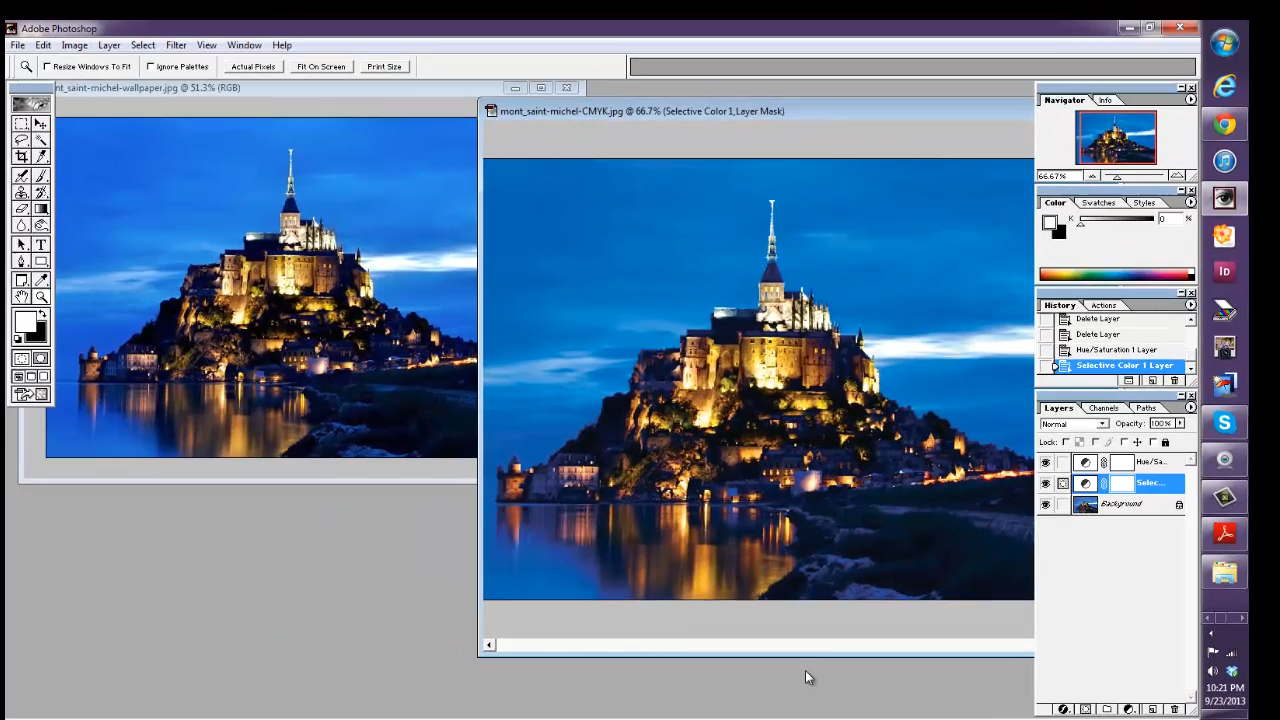 Adobe Photoshop
File Edit Image Layer Select Filter View Window Help
Resize Windows To Fit Ignore Palettes Actual Pixels Fit On Screen Print Size
nt_saint-michel-wallpaper.jpg @ 51.3% (RGB)
mont_saint-michel-CMYK.jpg @ 66.7% (Selective Color 1,Layer Mask)
Navigator Info
66.67%
Color Swatches Styles
K 0 %
History Actions
Delete Layer
Delete Layer
Hue/Saturation 1 Layer
Selective Color 1 Layer
Layers Channels Paths
Normal Opacity: 100%
Lock:
Hue/Sa...
Selec...
Background
T
Id
S
10:21 PM
9/23/2013